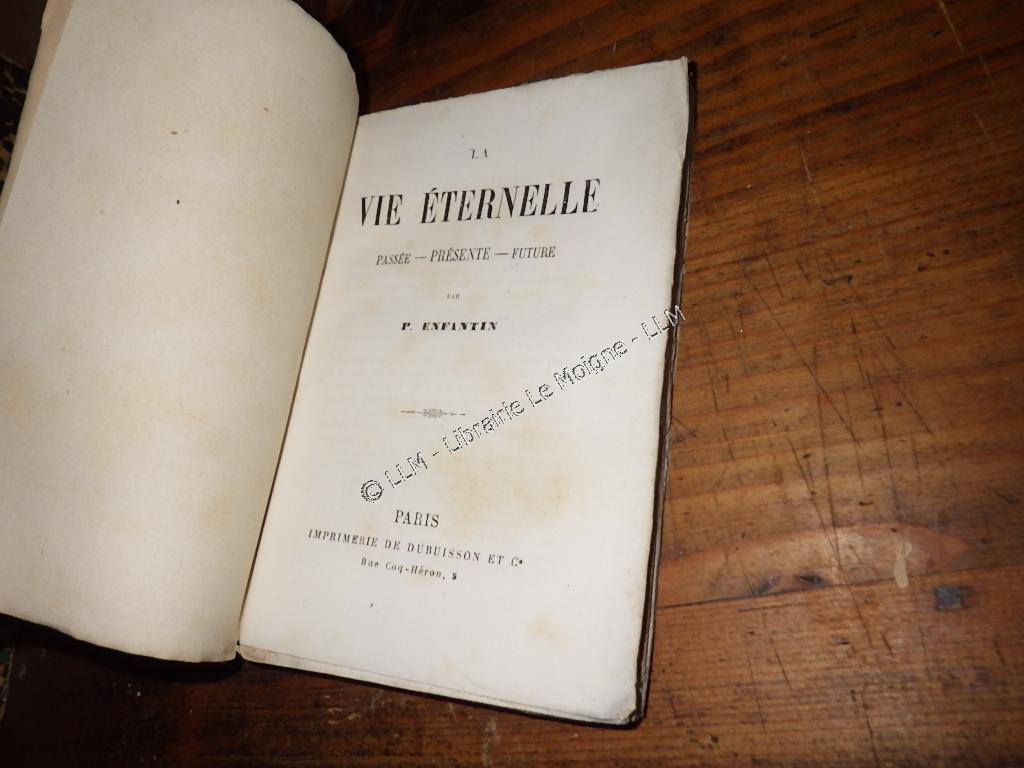 LA
VIE ÉTERNELLE
PASSÉE — PRÉSENTE — FUTURE
PAR
P. ENFANTIN
© LLM - Librairie Le Moigne - LLM
PARIS
IMPRIMERIE DE DUBUISSON ET Cᵉ
Rue Coq-Héron, 5